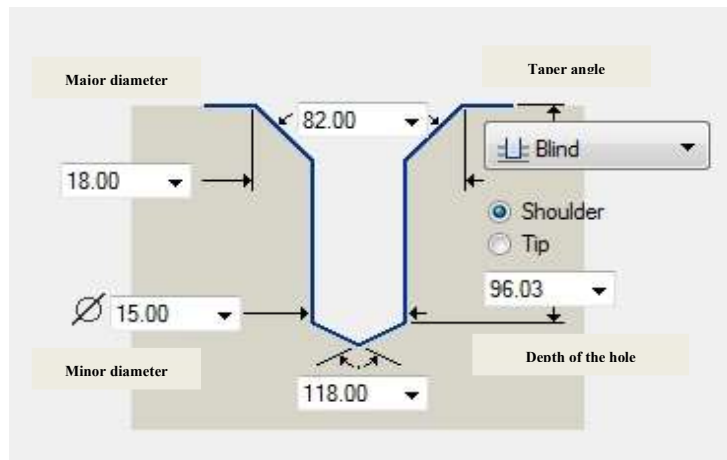 Major diameter
Taper angle
82.00
Blind
18.00
Shoulder
Tip
96.03
Ø 15.00
Minor diameter
Depth of the hole
118.00